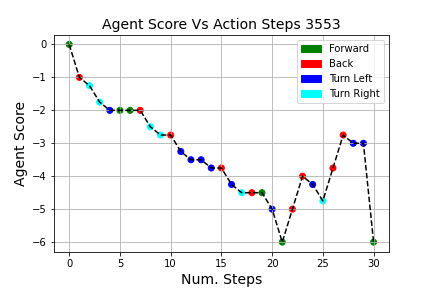 Agent Score Vs Action Steps 3553
Forward
Back
Turn Left
Turn Right
Agent Score
0
−1
−2
−3
−4
−5
−6
0 5 10 15 20 25 30
Num. Steps